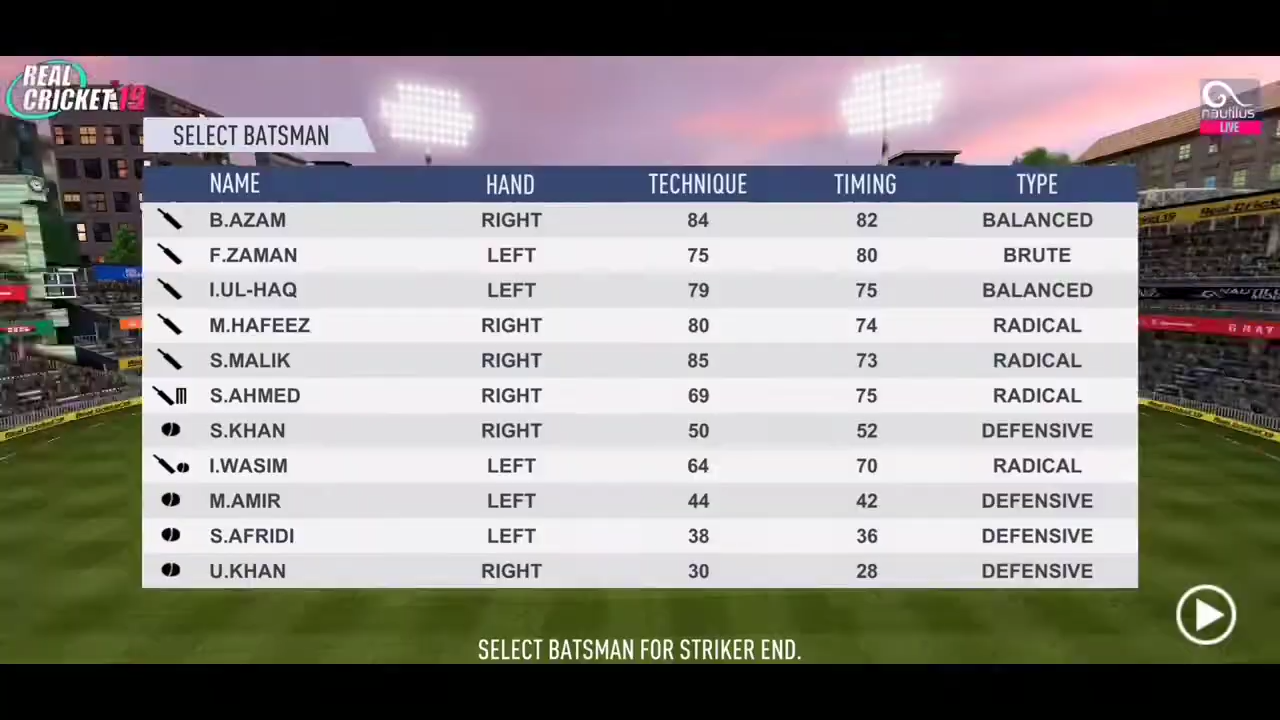 REAL
CRICKET.19
nautilus
LIVE
SELECT BATSMAN
NAME HAND TECHNIQUE TIMING TYPE
B.AZAM RIGHT 84 82 BALANCED
F.ZAMAN LEFT 75 80 BRUTE
I.UL-HAQ LEFT 79 75 BALANCED
M.HAFEEZ RIGHT 80 74 RADICAL
S.MALIK RIGHT 85 73 RADICAL
S.AHMED RIGHT 69 75 RADICAL
S.KHAN RIGHT 50 52 DEFENSIVE
I.WASIM LEFT 64 70 RADICAL
M.AMIR LEFT 44 42 DEFENSIVE
S.AFRIDI LEFT 38 36 DEFENSIVE
U.KHAN RIGHT 30 28 DEFENSIVE
SELECT BATSMAN FOR STRIKER END.